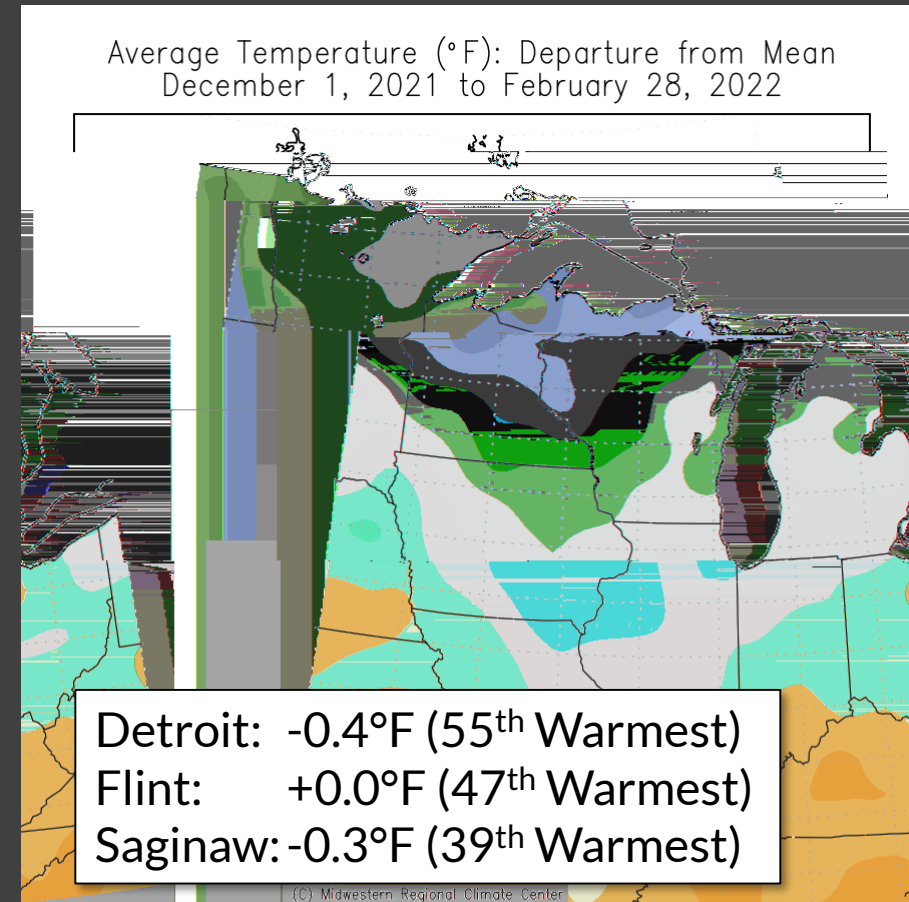 Average Temperature (°F): Departure from Mean
December 1, 2021 to February 28, 2022
Detroit: -0.4°F (55th Warmest)
Flint: +0.0°F (47th Warmest)
Saginaw: -0.3°F (39th Warmest)
(C) Midwestern Regional Climate Center